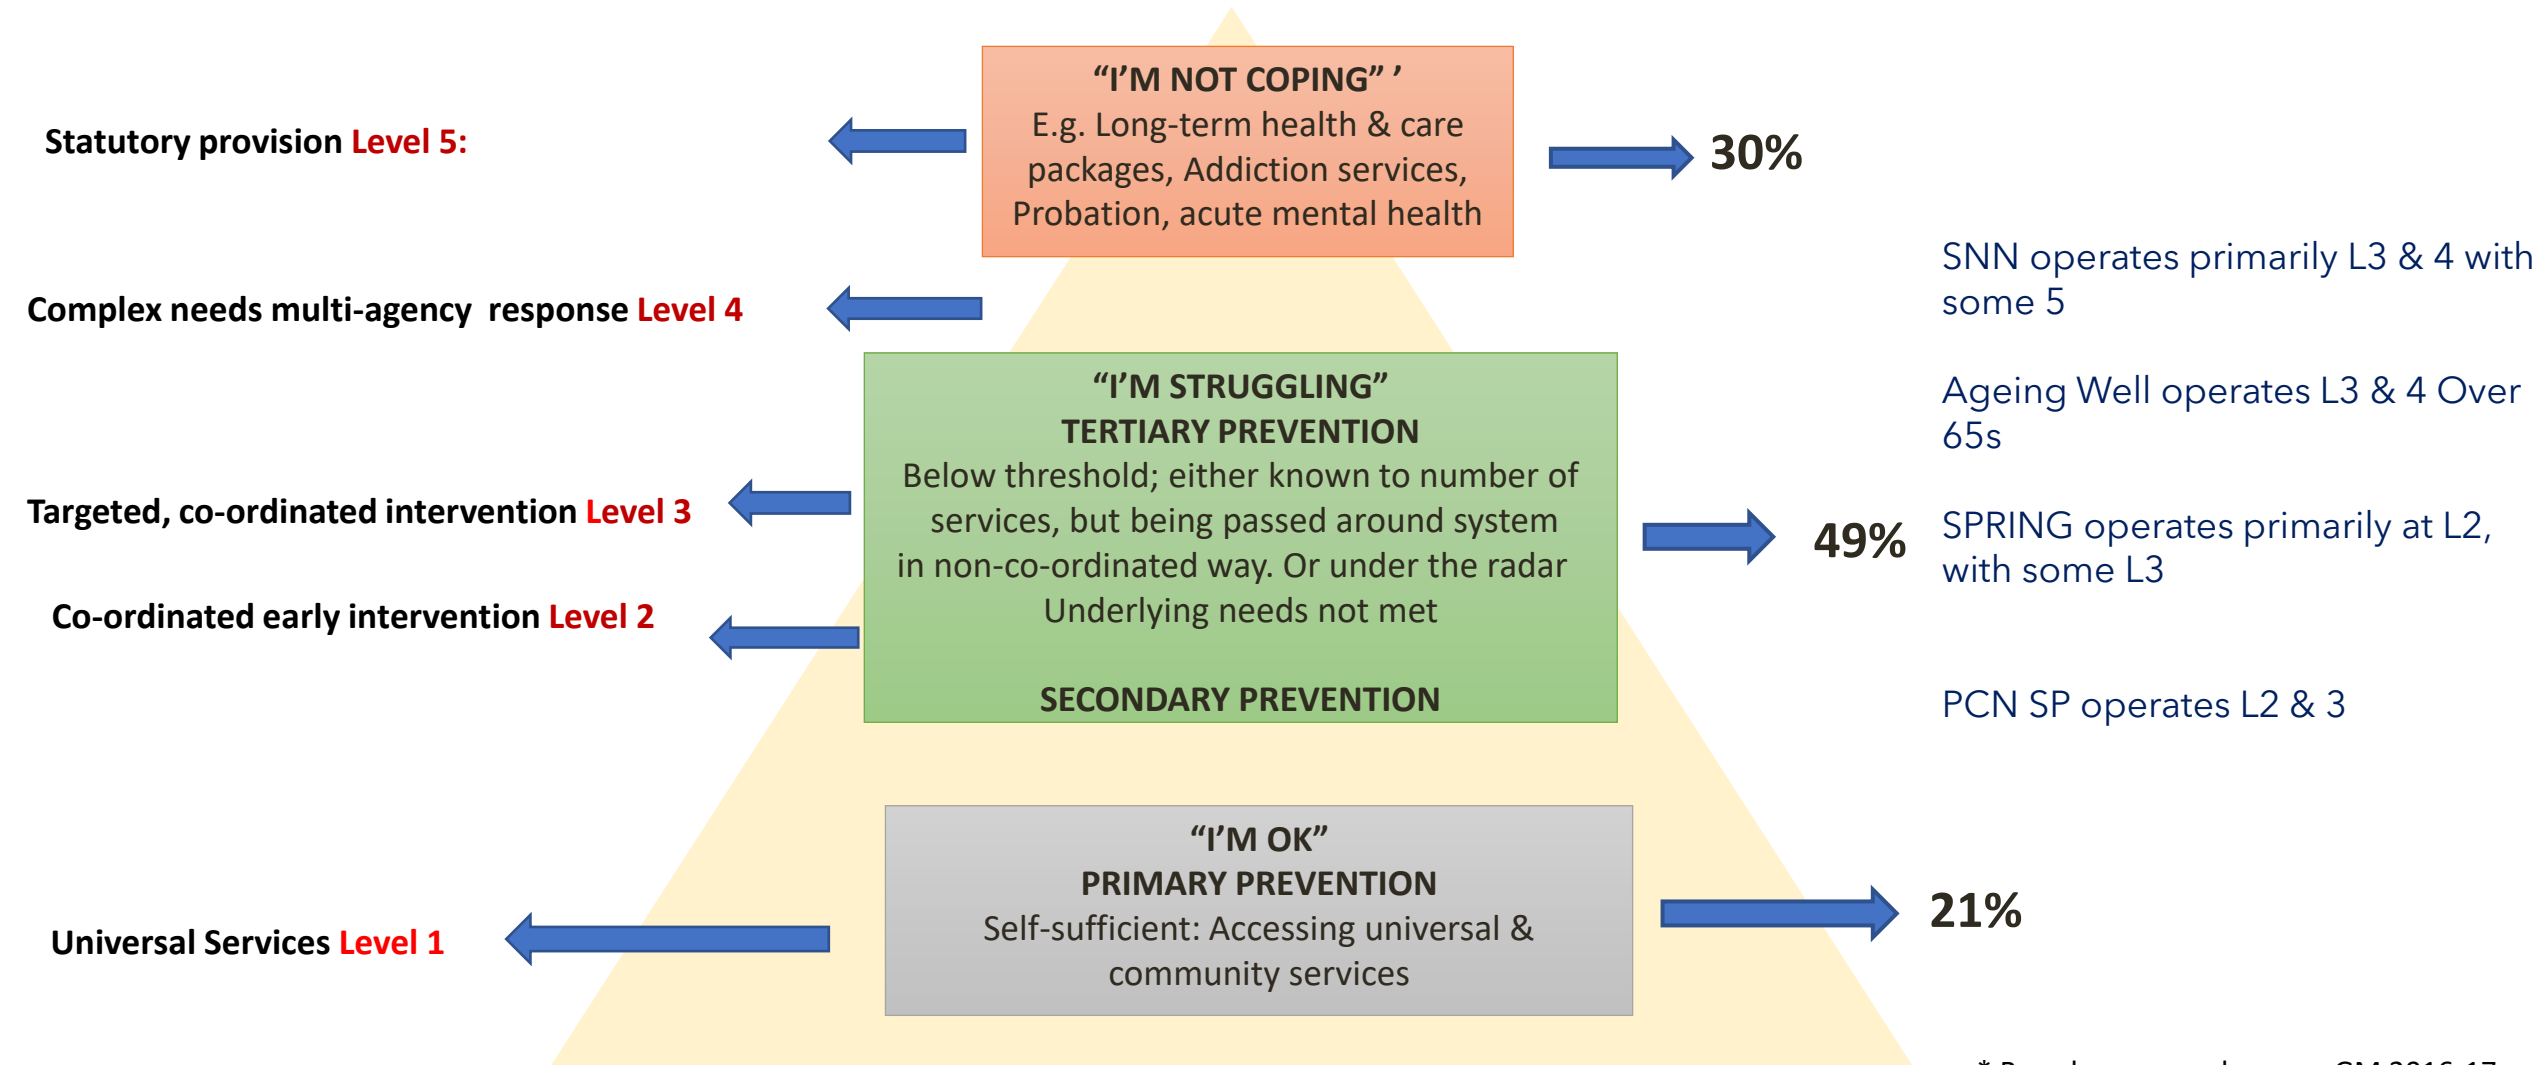 “I’M NOT COPING” ’
E.g. Long-term health & care
packages, Addiction services,
Probation, acute mental health
Statutory provision Level 5:
30%
Complex needs multi-agency  response Level 4
SNN operates primarily L3 & 4 with
some 5
“I’M STRUGGLING”
TERTIARY PREVENTION
Below threshold; either known to number of
services, but being passed around system
in non-co-ordinated way. Or under the radar
Underlying needs not met
SECONDARY PREVENTION
Ageing Well operates L3 & 4 Over
65s
Targeted, co-ordinated intervention Level 3
49%
SPRING operates primarily at L2,
with some L3
Co-ordinated early intervention Level 2
PCN SP operates L2 & 3
“I’M OK”
PRIMARY PREVENTION
Self-sufficient: Accessing universal &
community services
Universal Services Level 1
21%
GM 2016-17